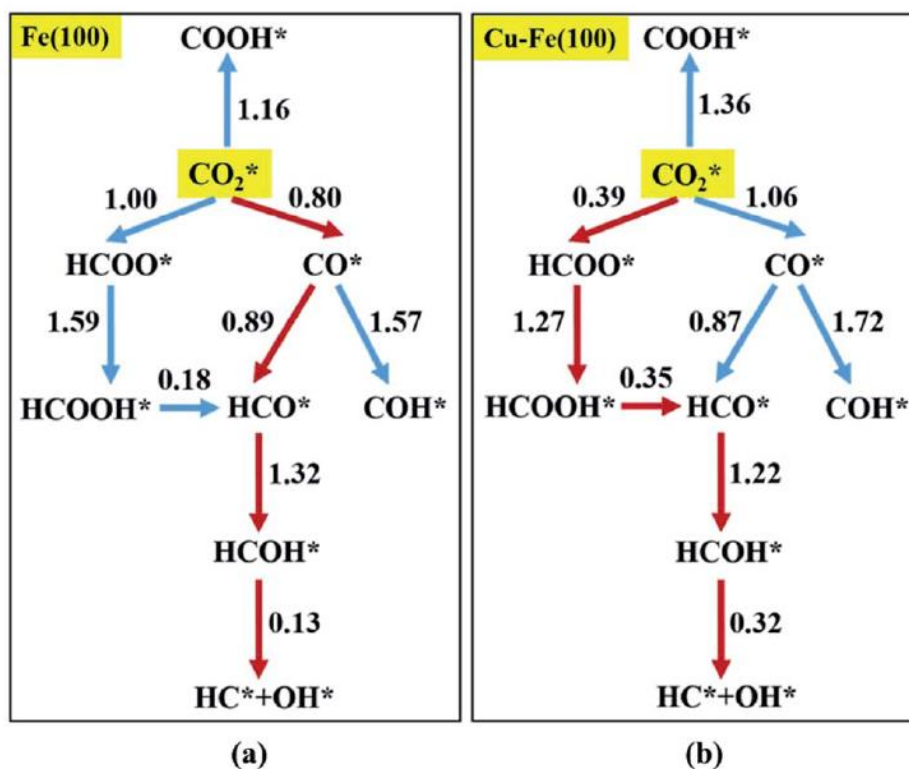 Fe(100)
COOH*
1.16
CO₂*
1.00
0.80
HCOO*
CO*
1.59
0.89
1.57
0.18
HCOOH*
HCO*
COH*
1.32
HCOH*
0.13
HC*+OH*
(a)
Cu-Fe(100)
COOH*
1.36
CO₂*
0.39
1.06
HCOO*
CO*
1.27
0.87
1.72
0.35
HCOOH*
HCO*
COH*
1.22
HCOH*
0.32
HC*+OH*
(b)